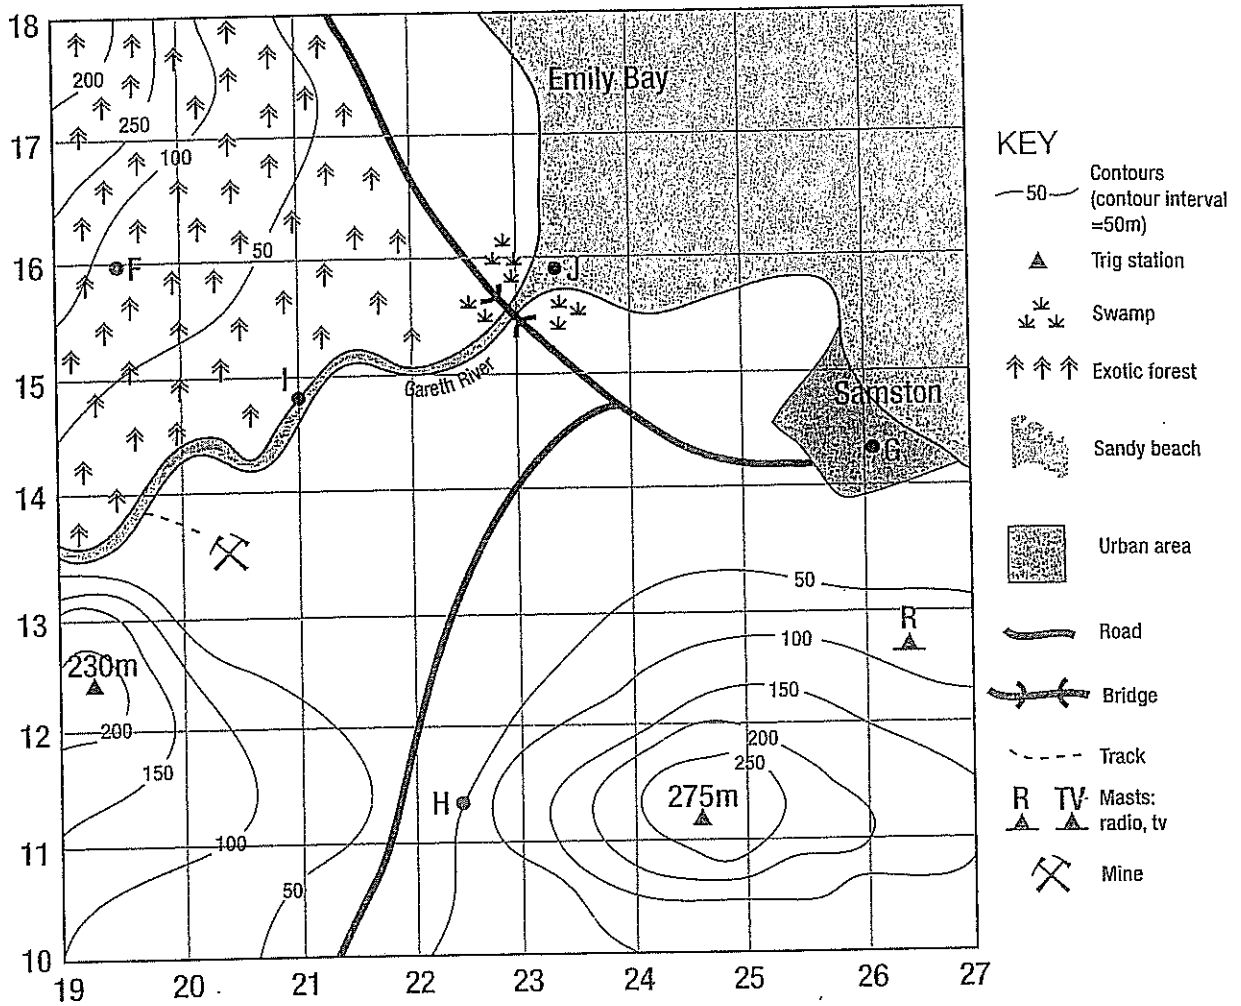 18
17
16
15
14
13
12
11
10
19 20 21 22 23 24 25 26 27
Emily Bay
200
250
100
50
F
J
I
Gareth River
Samston
G
50
R
100
230m
150
200
150
200
250
H
275m
100
50
KEY
50
Contours
(contour interval
=50m)
Trig station
Swamp
Exotic forest
Sandy beach
Urban area
Road
Bridge
Track
R TV Masts:
radio, tv
Mine